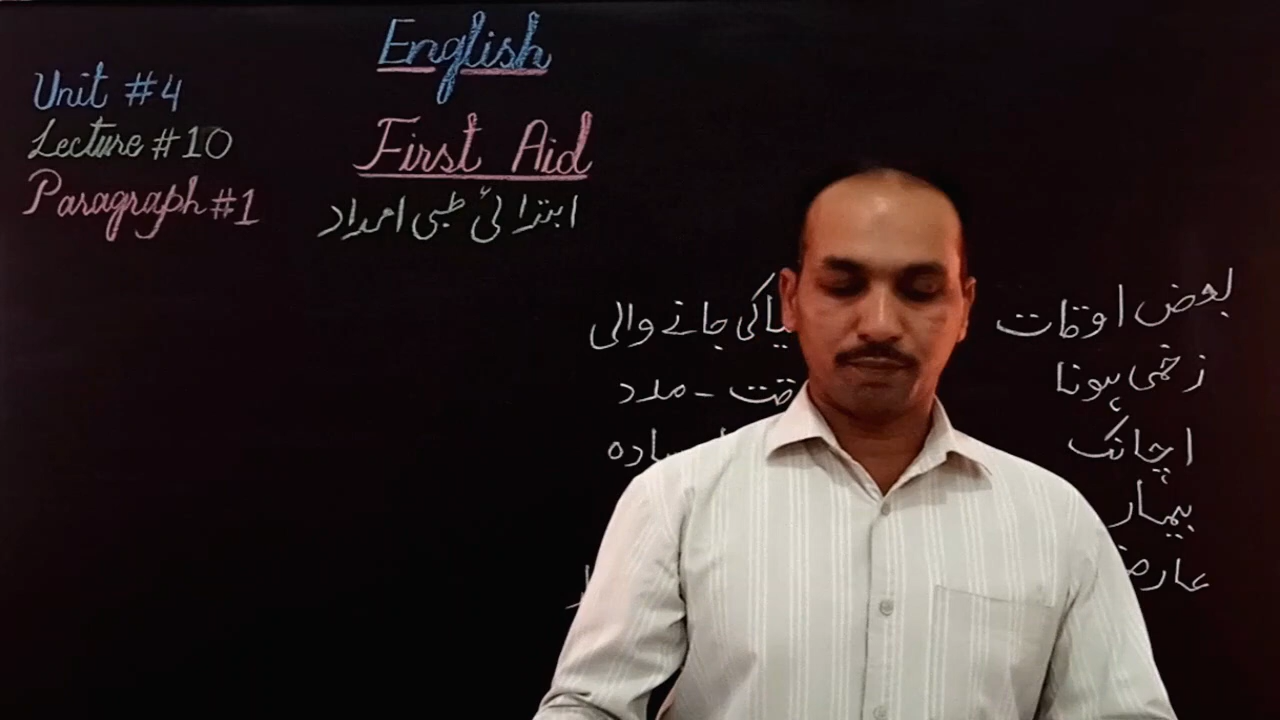 English
Unit #4
Lecture #10
First Aid
Paragraph #1
ابتدائی طبی امداد
بعض اوقات
کی جانے والی
زخمی ہونا
مدد
اچانک
بیمار